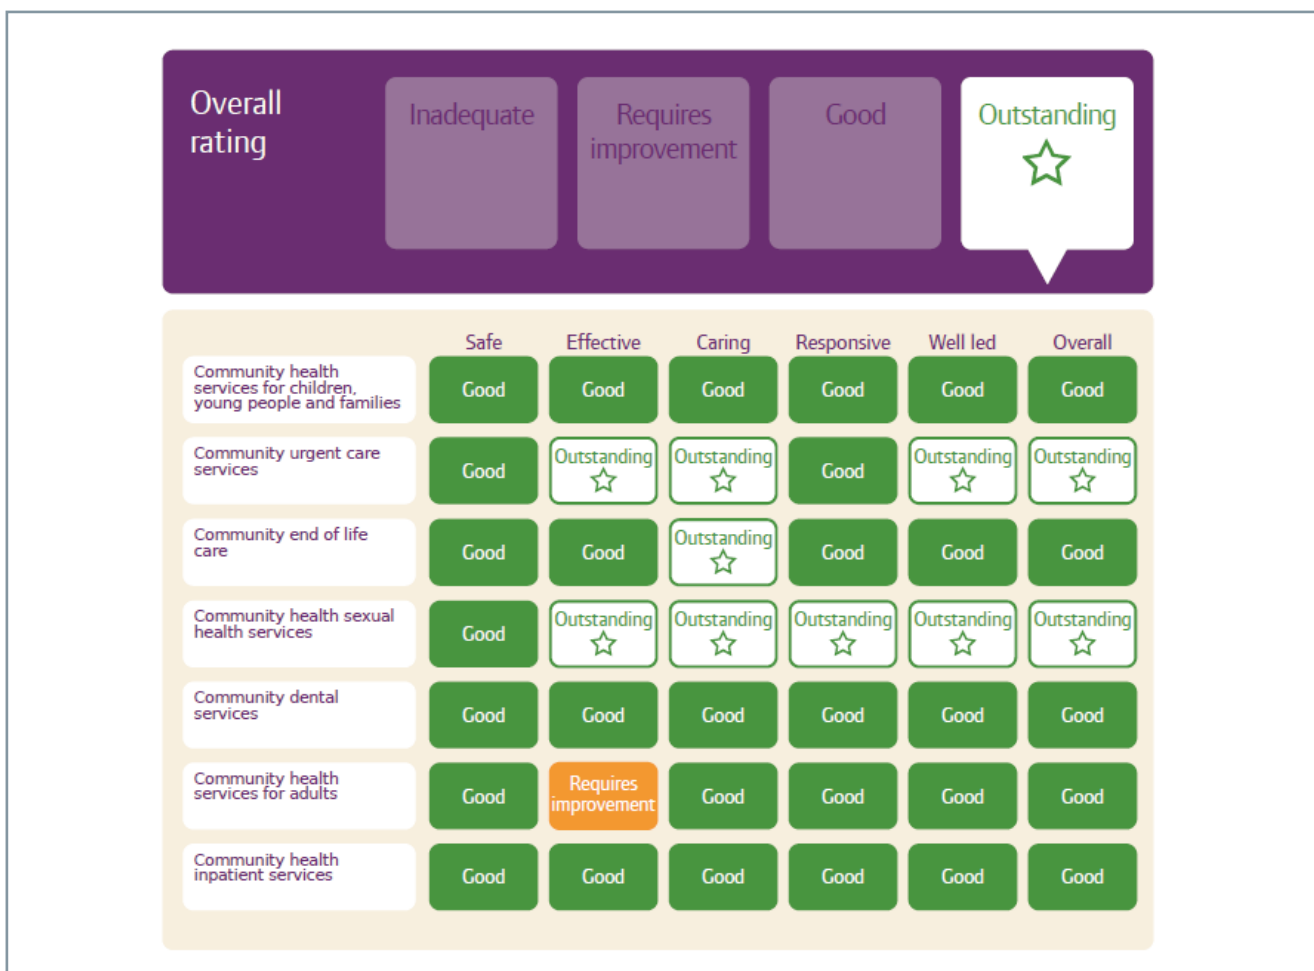 Overall
rating
Inadequate
Requires
improvement
Good
Outstanding
Safe Effective Caring Responsive Well led Overall
Community health
services for children,
young people and families
Good Good Good Good Good Good
Community urgent care
services
Good Outstanding Outstanding Good Outstanding Outstanding
Community end of life
care
Good Good Outstanding Good Good Good
Community health sexual
health services
Good Outstanding Outstanding Outstanding Outstanding Outstanding
Community dental
services
Good Good Good Good Good Good
Community health
services for adults
Good Requires
improvement Good Good Good Good
Community health
inpatient services
Good Good Good Good Good Good